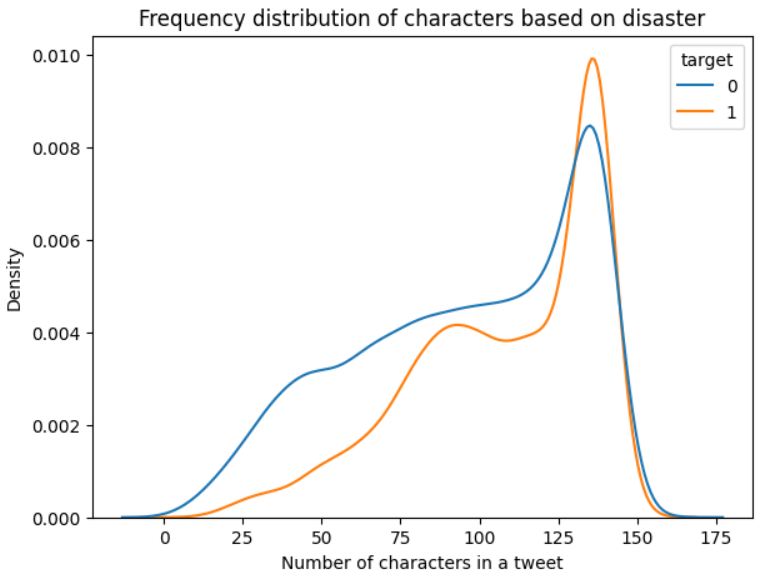 Frequency distribution of characters based on disaster
target
0
1
0.010
0.008
0.006
0.004
0.002
0.000
Density
0 25 50 75 100 125 150 175
Number of characters in a tweet